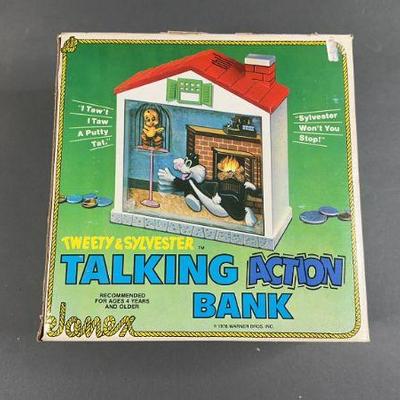 "I Taw't
I Taw
A Putty
Tat."
"Sylvester
Won't You
Stop!"
TWEETY & SYLVESTER TM
TALKING ACTION
BANK
RECOMMENDED
FOR AGES 4 YEARS
AND OLDER
Janex
© 1978 WARNER BROS. INC.